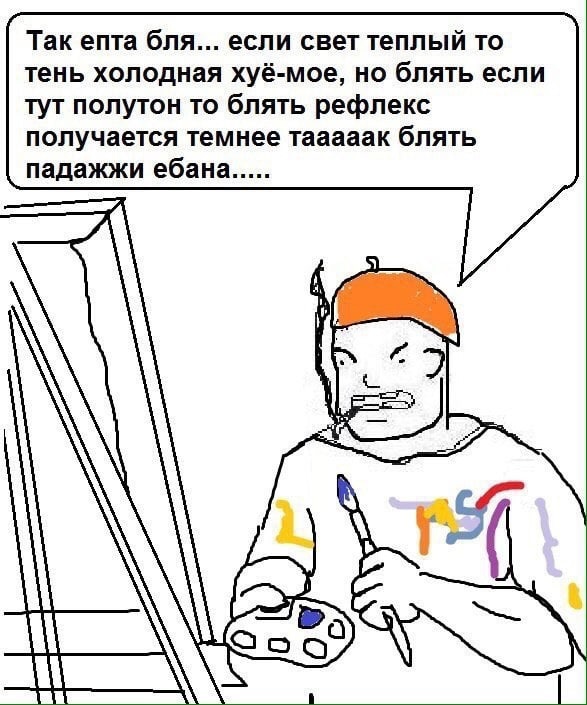 Так епта бля... если свет теплый то
тень холодная хуё-мое, но блять если
тут полутон то блять рефлекс
получается темнее тааааак блять
падажжи ебана.....